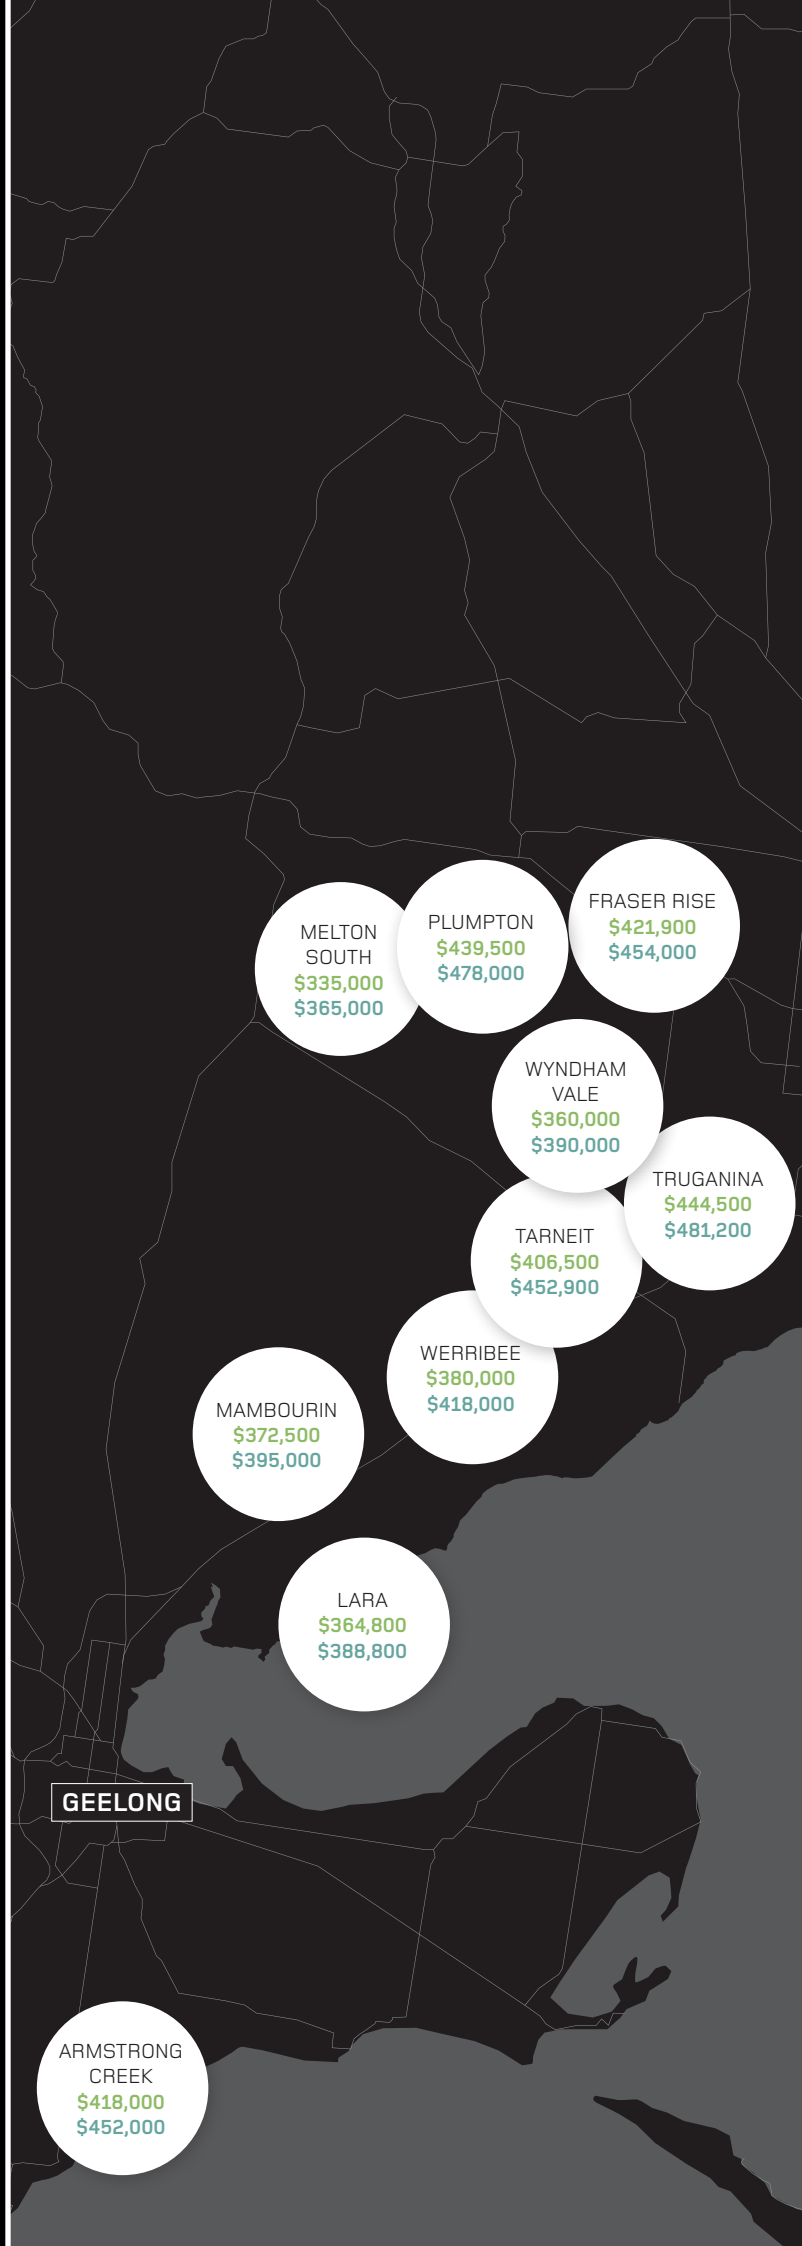 FRASER RISE
$421,900
$454,000
PLUMPTON
$439,500
$478,000
MELTON
SOUTH
$335,000
$365,000
WYNDHAM
VALE
$360,000
$390,000
TRUGANINA
$444,500
$481,200
TARNEIT
$406,500
$452,900
WERRIBEE
$380,000
$418,000
MAMBOURIN
$372,500
$395,000
LARA
$364,800
$388,800
GEELONG
ARMSTRONG
CREEK
$418,000
$452,000